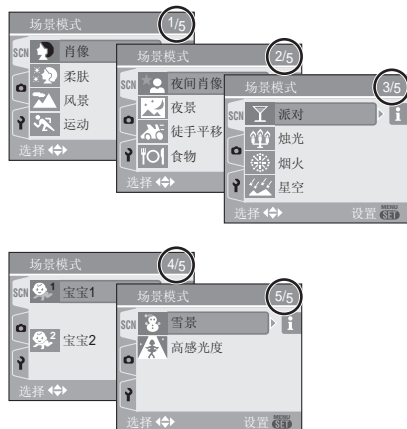 场景模式 1/5
SCN 肖像
柔肤
风景
运动
选择
场景模式 2/5
SCN 夜间肖像
夜景
徒手平移
食物
选择
场景模式 3/5
SCN 派对 i
烛光
烟火
星空
选择 设置 MENU SET
场景模式 4/5
SCN 1 宝宝1
2 宝宝2
选择
场景模式 5/5
SCN 雪景 i
高感光度
选择 设置 MENU SET